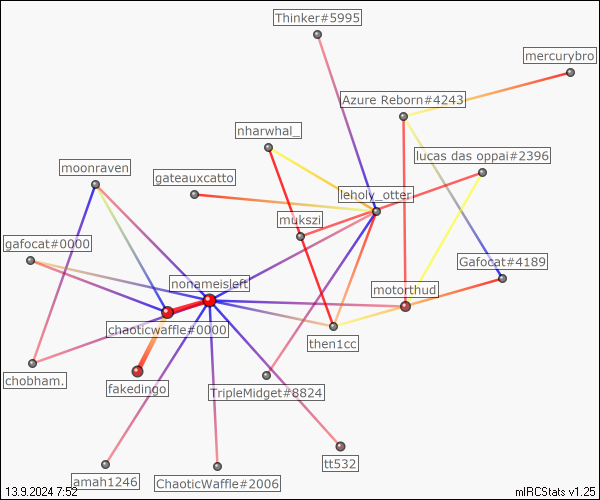 Thinker#5995
mercurybro
Azure Reborn#4243
nharwhal_
lucas das oppai#2396
moonraven
gateauxcatto
leholy_otter
mukszi
gafocat#0000
Gafocat#4189
nonameisleft
motorthud
chaoticwaffle#0000
then1cc
chobham.
fakedingo
TripleMidget#8824
tt532
amah1246
ChaoticWaffle#2006
13.9.2024 7:52
mIRCStats v1.25